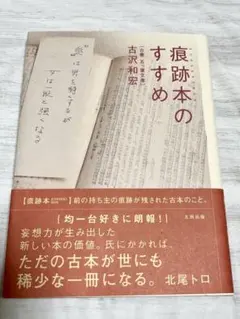 痕跡本の
すすめ
古沢和宏
【痕跡本
】前の持ち主の痕跡が残された古本のこと。
太田出版
(均一台好きに朗報!)
妄想力が生み出した
新しい本の価値。氏にかかれば、
ただの古本が世にも
稀少な一冊になる。
北尾トロ